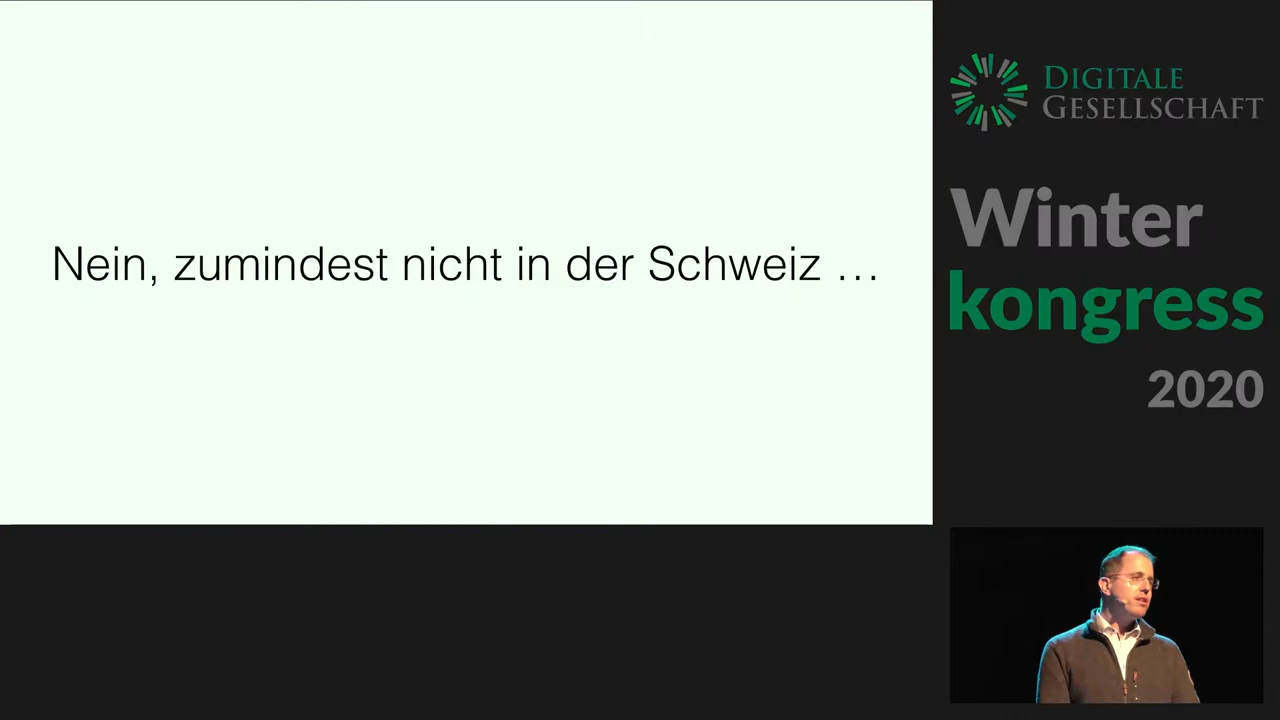 Nein, zumindest nicht in der Schweiz …
DIGITALE
GESELLSCHAFT
Winter
kongress
2020